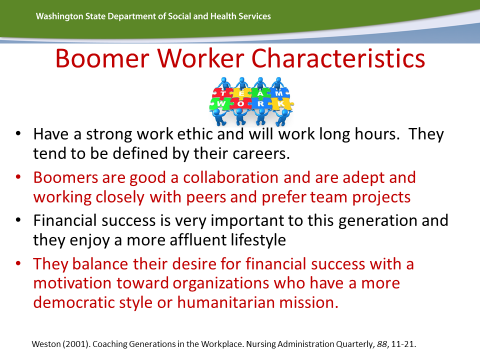 Washington State Department of Social and Health Services
Boomer Worker Characteristics
TEAM
WORK
• Have a strong work ethic and will work long hours. They
tend to be defined by their careers.
• Boomers are good a collaboration and are adept and
working closely with peers and prefer team projects
• Financial success is very important to this generation and
they enjoy a more affluent lifestyle
• They balance their desire for financial success with a
motivation toward organizations who have a more
democratic style or humanitarian mission.
Weston (2001). Coaching Generations in the Workplace. Nursing Administration Quarterly, 88, 11-21.